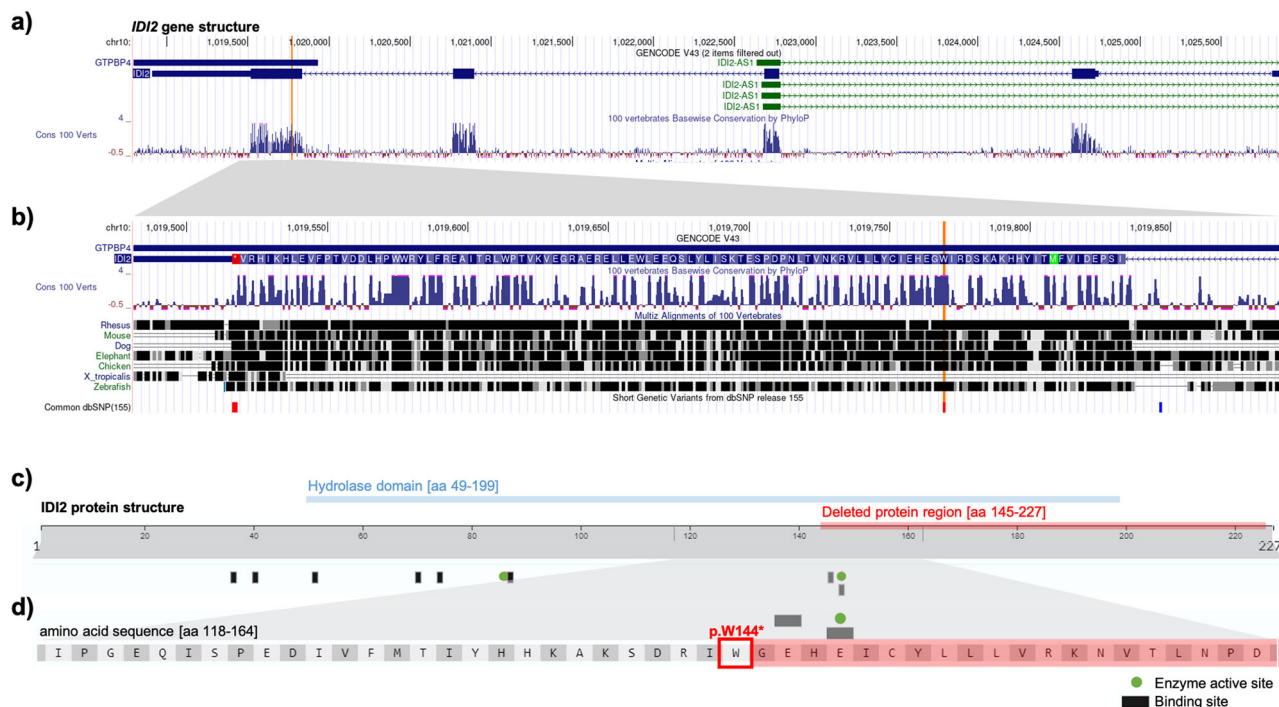 a)
IDI2 gene structure
chr10: 1,019,500 1,020,000 1,020,500 1,021,000 1,021,500 1,022,000 1,022,500 1,023,000 1,023,500 1,024,000 1,024,500 1,025,000 1,025,500
GENCODE V43 (2 items filtered out)
GTPBP4 IDI2-AS1
IDI2
IDI2-AS1
IDI2-AS1
IDI2-AS1
100 vertebrates Basewise Conservation by PhyloP
4
Cons 100 Verts
-0.5
b)
chr10: 1,019,500 1,019,550 1,019,600 1,019,650 1,019,700 1,019,750 1,019,800 1,019,850
GENCODE V43
GTPBP4
IDI2 * VRHIKHLEVFPTVDDLHPWWRYLFREAITRLWPTVKVEGRAERELLEWLEEQSLYLISKTESPDPNLTVNKRVLLLYCIEHEGWIRDSKAKHHYITMFVIDEPSI
100 vertebrates Basewise Conservation by PhyloP
4
Cons 100 Verts
-0.5
Multiz Alignments of 100 Vertebrates
Rhesus
Mouse
Dog
Elephant
Chicken
X_tropicalis
Zebrafish
Short Genetic Variants from dbSNP release 155
Common dbSNP(155)
c)
Hydrolase domain [aa 49-199]
IDI2 protein structure
Deleted protein region [aa 145-227]
1 20 40 60 80 100 120 140 160 180 200 220 227
d)
amino acid sequence [aa 118-164]
p.W144*
I P G E Q I S P E D I V F M T I Y H H K A K S D R I W G E H E I C Y L L L V R K N V T L N P D
Enzyme active site
Binding site